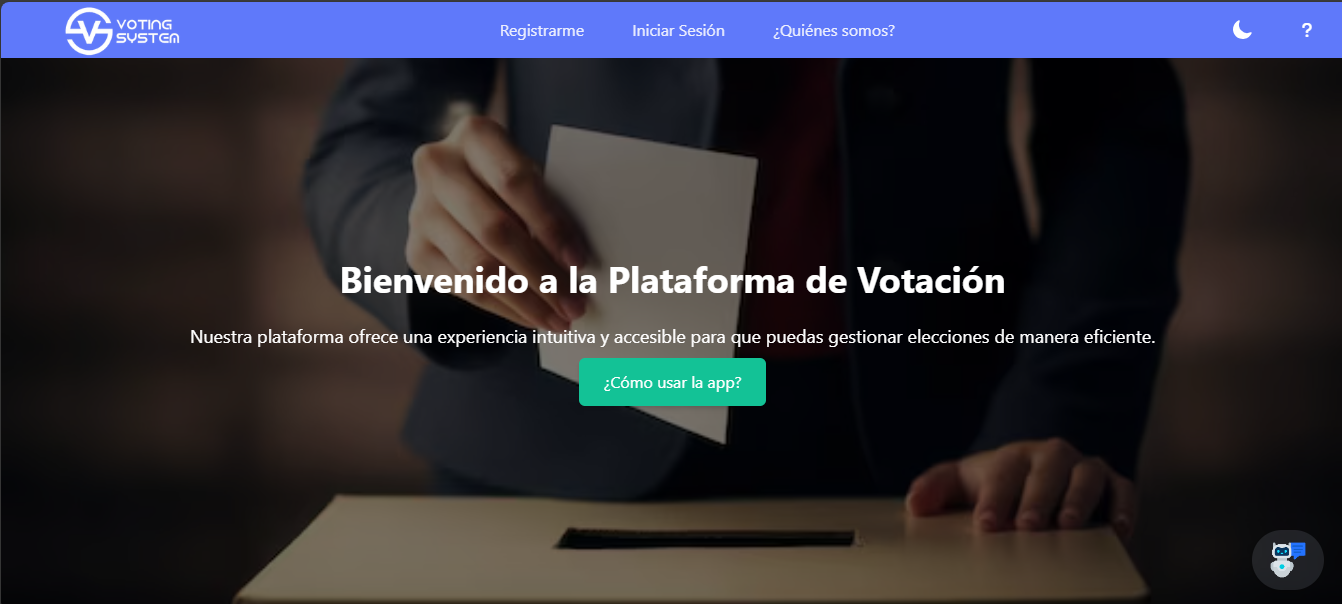 VOTING
SYSTEM
Registrarme
Iniciar Sesión
¿Quiénes somos?
?
Bienvenido a la Plataforma de Votación
Nuestra plataforma ofrece una experiencia intuitiva y accesible para que puedas gestionar elecciones de manera eficiente.
¿Cómo usar la app?